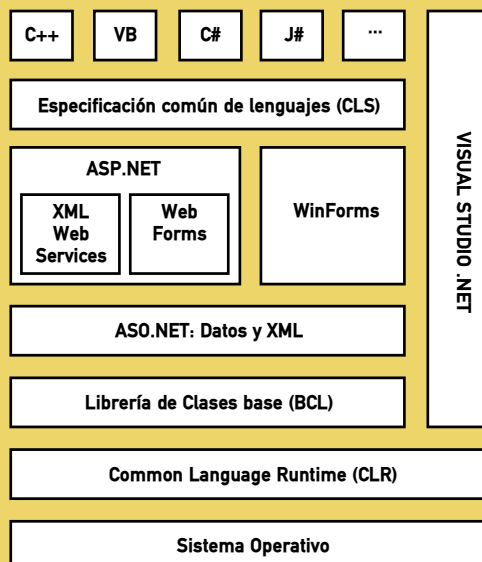 C++
VB
C#
J#
...
Especificación común de lenguajes (CLS)
ASP.NET
XML
Web
Services
Web
Forms
WinForms
ASO.NET: Datos y XML
Librería de Clases base (BCL)
VISUAL STUDIO .NET
Common Language Runtime (CLR)
Sistema Operativo